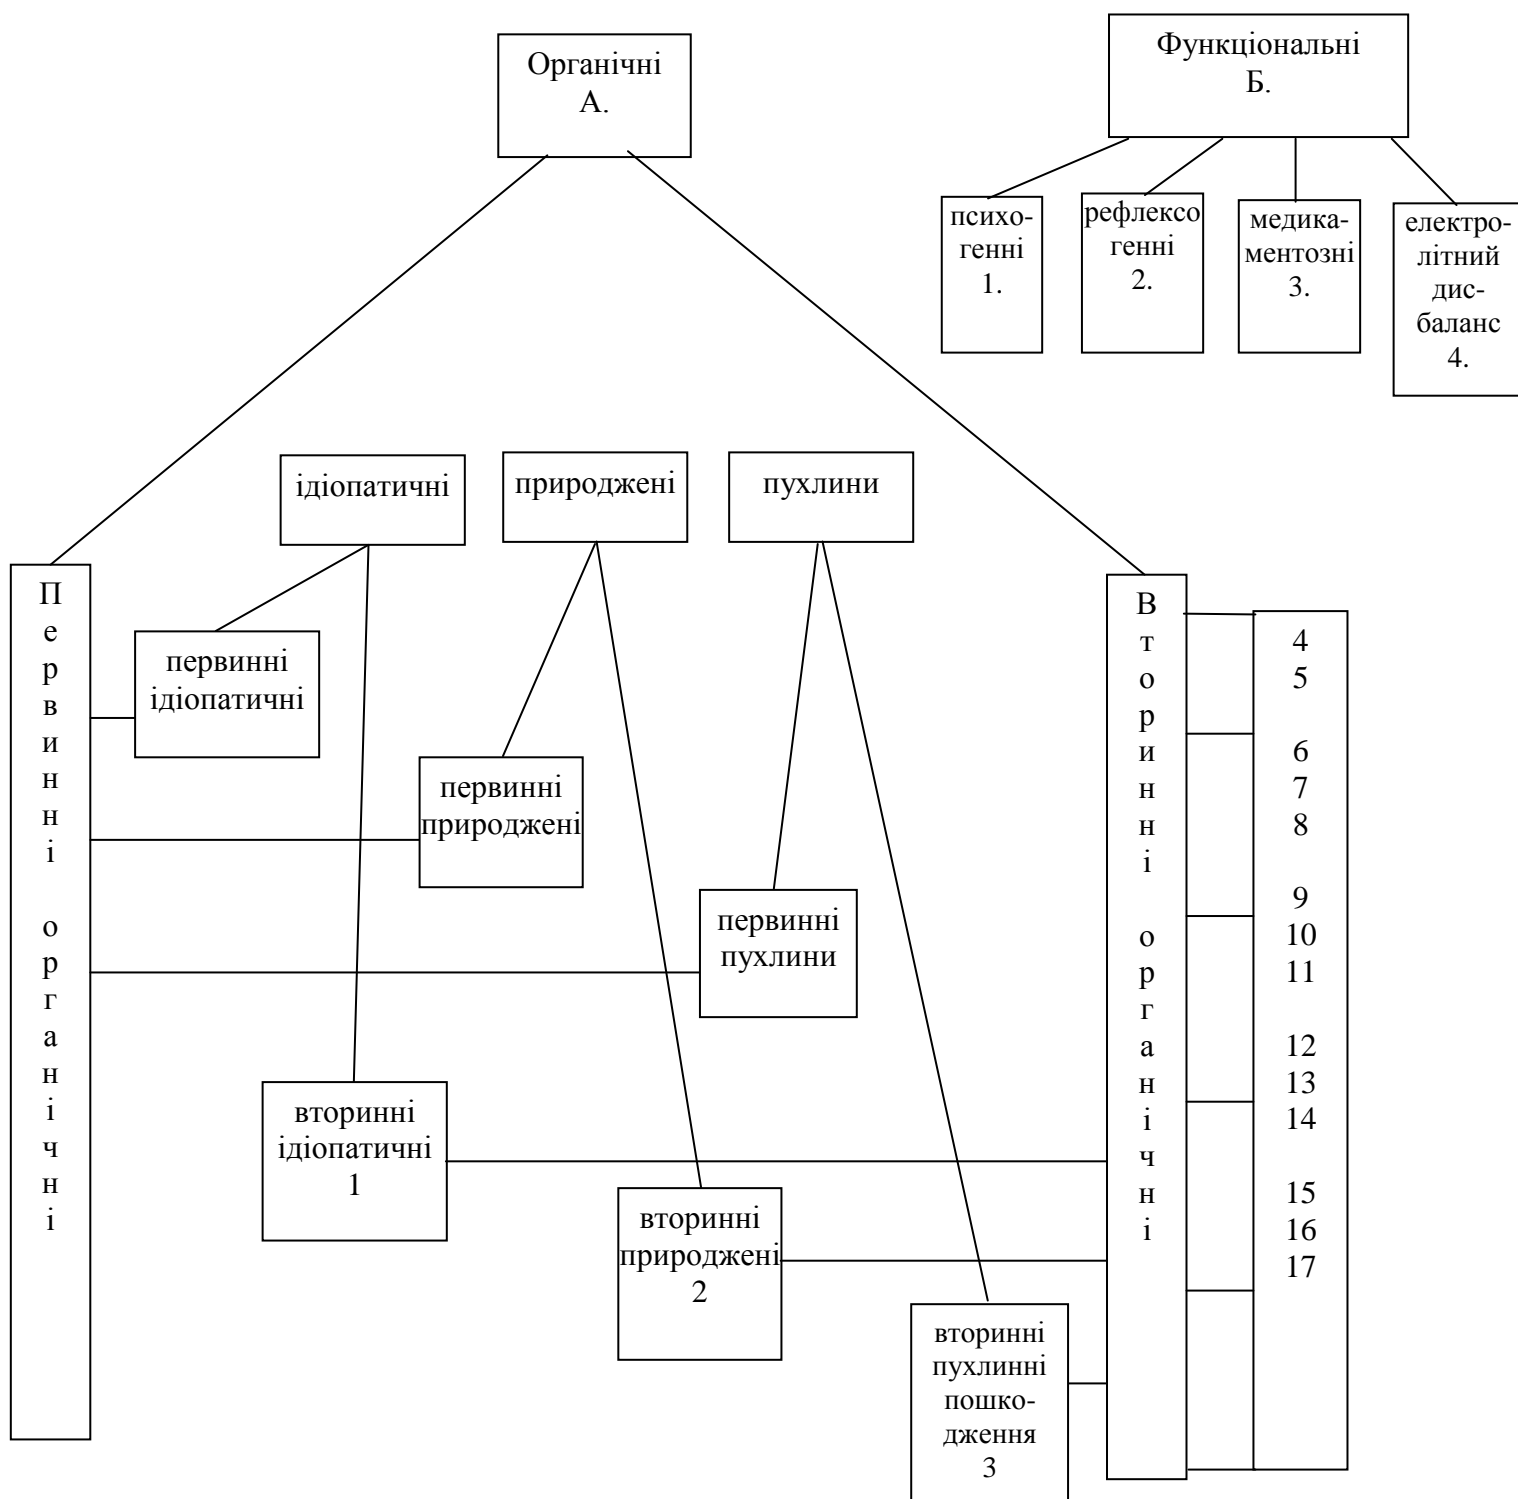 Органічні
А.
Функціональні
Б.
психо-
генні
1.
рефлексо
генні
2.
медика-
ментозні
3.
електро-
літний
дис-
баланс
4.
ідіопатичні
природжені
пухлини
П
е
р
в
и
н
н
і
о
р
г
а
н
і
ч
н
і
первинні
ідіопатичні
первинні
природжені
первинні
пухлини
вторинні
ідіопатичні
1
вторинні
природжені
2
вторинні
пухлинні
пошко-
дження
3
В
т
о
р
и
н
н
і
о
р
г
а
н
і
ч
н
і
4
5
6
7
8
9
10
11
12
13
14
15
16
17